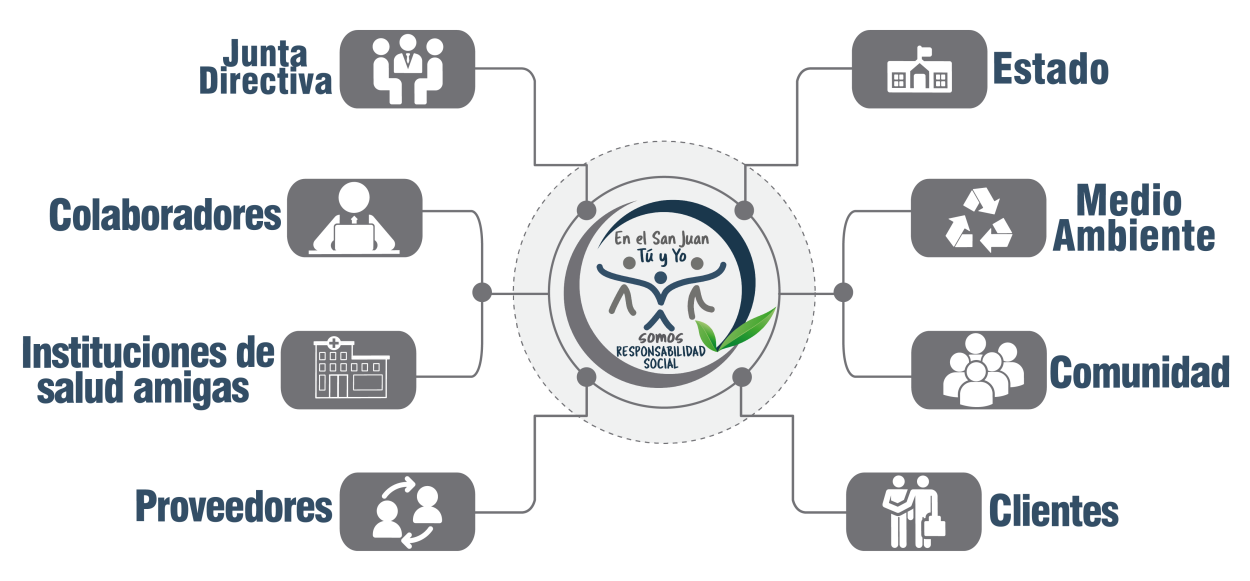 Junta
Directiva
Colaboradores
Instituciones de
salud amigas
Proveedores
En el San Juan
Tú y Yo
somos
RESPONSABILIDAD
SOCIAL
Estado
Medio
Ambiente
Comunidad
Clientes